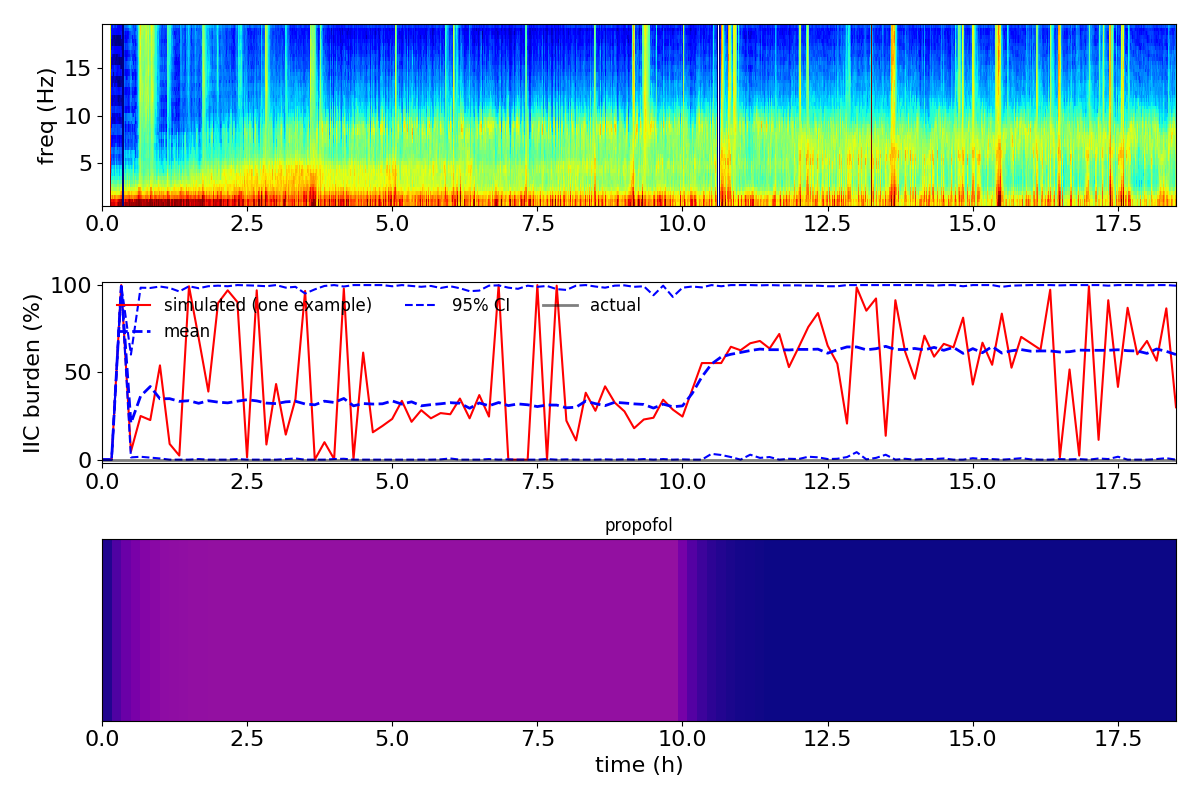 freq (Hz)
15
10
5
0.0 2.5 5.0 7.5 10.0 12.5 15.0 17.5
IIC burden (%)
100
50
0
simulated (one example) 95% CI actual
mean
0.0 2.5 5.0 7.5 10.0 12.5 15.0 17.5
propofol
0.0 2.5 5.0 7.5 10.0 12.5 15.0 17.5
time (h)